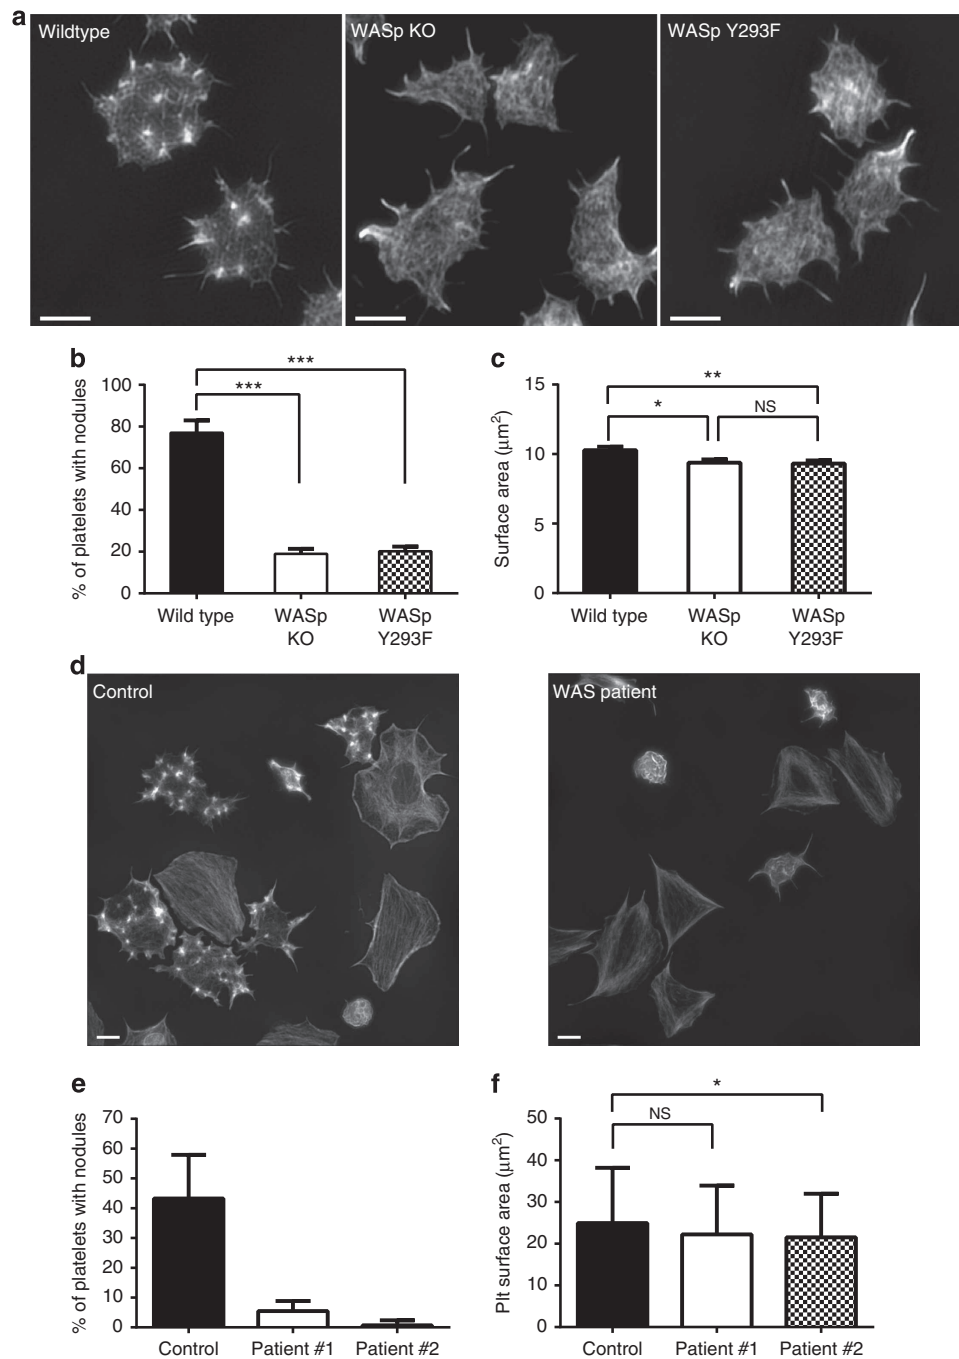 a
Wildtype
WASp KO
WASp Y293F
b
% of platelets with nodules
100
80
60
40
20
0
***
***
Wild type
WASp
KO
WASp
Y293F
c
Surface area (μm²)
15
10
5
0
**
*
NS
Wild type
WASp
KO
WASp
Y293F
d
Control
WAS patient
e
% of platelets with nodules
70
60
50
40
30
20
10
0
Control
Patient #1
Patient #2
f
Plt surface area (μm²)
50
40
30
20
10
0
*
NS
Control
Patient #1
Patient #2